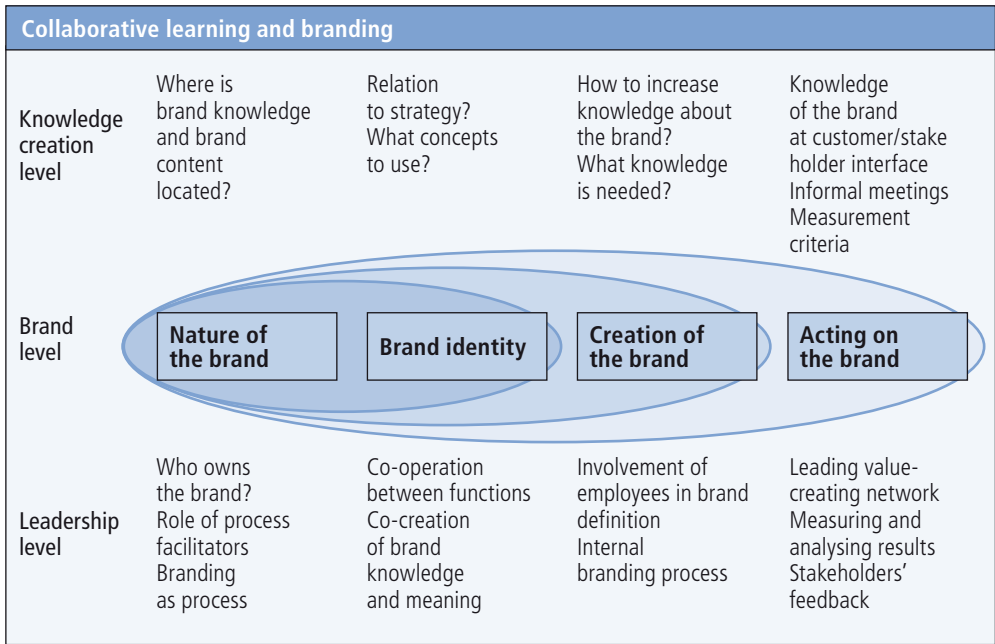 Collaborative learning and branding
Knowledge
creation
level
Where is
brand knowledge
and brand
content
located?
Relation
to strategy?
What concepts
to use?
How to increase
knowledge about
the brand?
What knowledge
is needed?
Knowledge
of the brand
at customer/stake
holder interface
Informal meetings
Measurement
criteria
Brand
level
Nature of
the brand
Brand identity
Creation of
the brand
Acting on
the brand
Leadership
level
Who owns
the brand?
Role of process
facilitators
Branding
as process
Co-operation
between functions
Co-creation
of brand
knowledge
and meaning
Involvement of
employees in brand
definition
Internal
branding process
Leading value-
creating network
Measuring and
analysing results
Stakeholders’
feedback